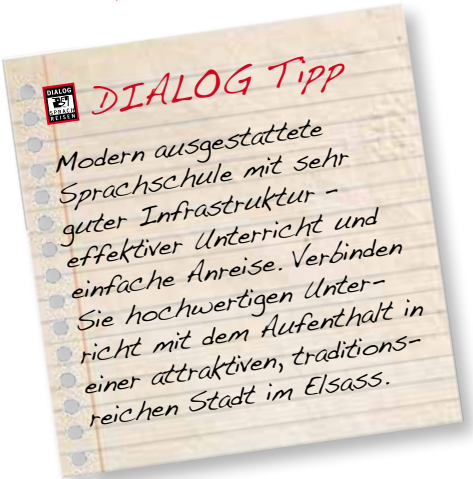 DIALOG
SPRACH
REISEN
DIALOG Tipp
Modern ausgestattete
Sprachschule mit sehr
guter Infrastruktur -
effektiver Unterricht und
einfache Anreise. Verbinden
Sie hochwertigen Unter-
richt mit dem Aufenthalt in
einer attraktiven, traditions-
reichen Stadt im Elsass.